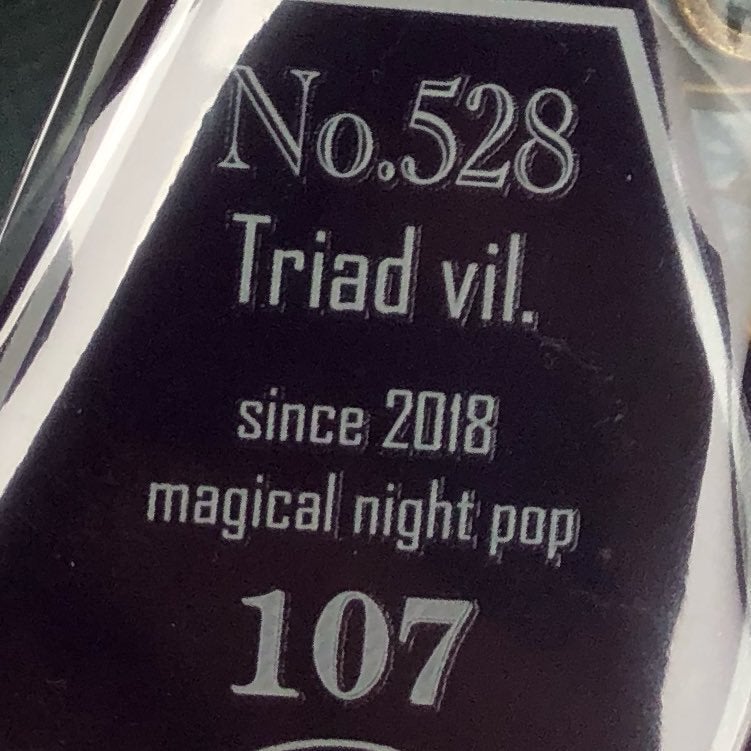 No.528
Triad vil.
since 2018
magical night pop
107